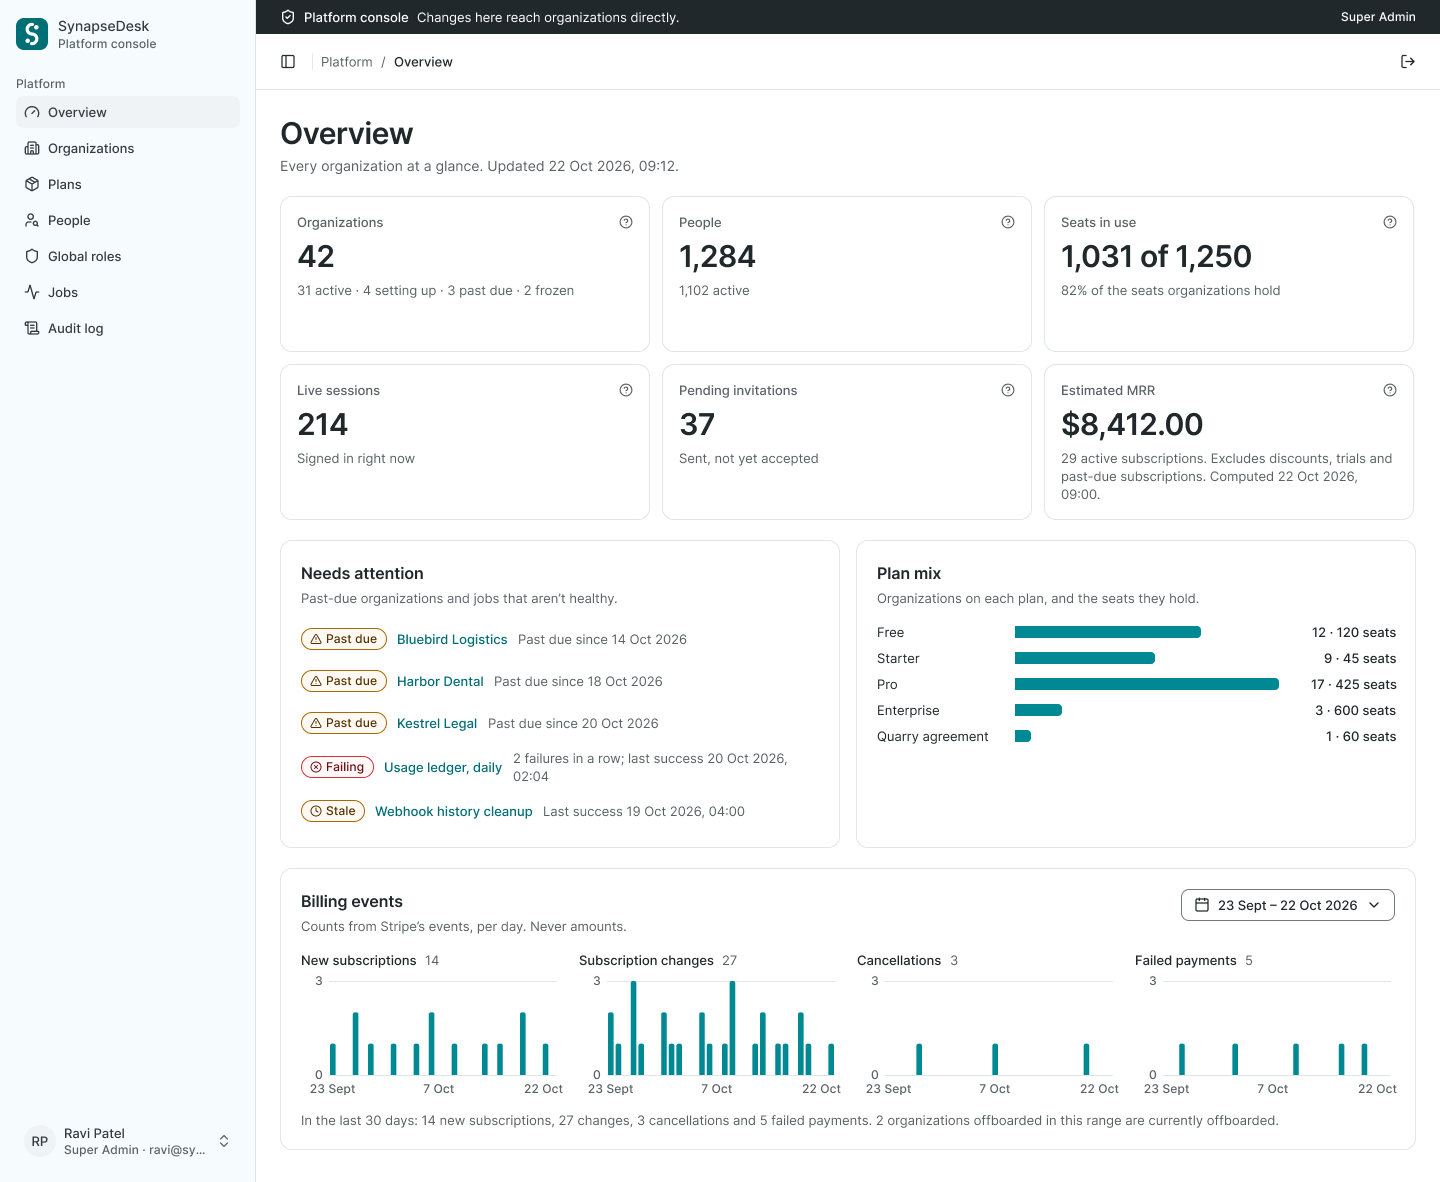 SynapseDesk
Platform console
Platform
Overview
Organizations
Plans
People
Global roles
Jobs
Audit log
RP
Ravi Patel
Super Admin · ravi@sy...
Platform console Changes here reach organizations directly.
Super Admin
Platform / Overview
Overview
Every organization at a glance. Updated 22 Oct 2026, 09:12.
Organizations
42
31 active · 4 setting up · 3 past due · 2 frozen
People
1,284
1,102 active
Seats in use
1,031 of 1,250
82% of the seats organizations hold
Live sessions
214
Signed in right now
Pending invitations
37
Sent, not yet accepted
Estimated MRR
$8,412.00
29 active subscriptions. Excludes discounts, trials and
past-due subscriptions. Computed 22 Oct 2026,
09:00.
Needs attention
Past-due organizations and jobs that aren’t healthy.
Past due Bluebird Logistics Past due since 14 Oct 2026
Past due Harbor Dental Past due since 18 Oct 2026
Past due Kestrel Legal Past due since 20 Oct 2026
Failing Usage ledger, daily 2 failures in a row; last success 20 Oct 2026,
02:04
Stale Webhook history cleanup Last success 19 Oct 2026, 04:00
Plan mix
Organizations on each plan, and the seats they hold.
Free 12 · 120 seats
Starter 9 · 45 seats
Pro 17 · 425 seats
Enterprise 3 · 600 seats
Quarry agreement 1 · 60 seats
Billing events
Counts from Stripe’s events, per day. Never amounts.
23 Sept – 22 Oct 2026
New subscriptions 14
3
0
23 Sept 7 Oct 22 Oct
Subscription changes 27
3
0
23 Sept 7 Oct 22 Oct
Cancellations 3
3
0
23 Sept 7 Oct 22 Oct
Failed payments 5
3
0
23 Sept 7 Oct 22 Oct
In the last 30 days: 14 new subscriptions, 27 changes, 3 cancellations and 5 failed payments. 2 organizations offboarded in this range are currently offboarded.